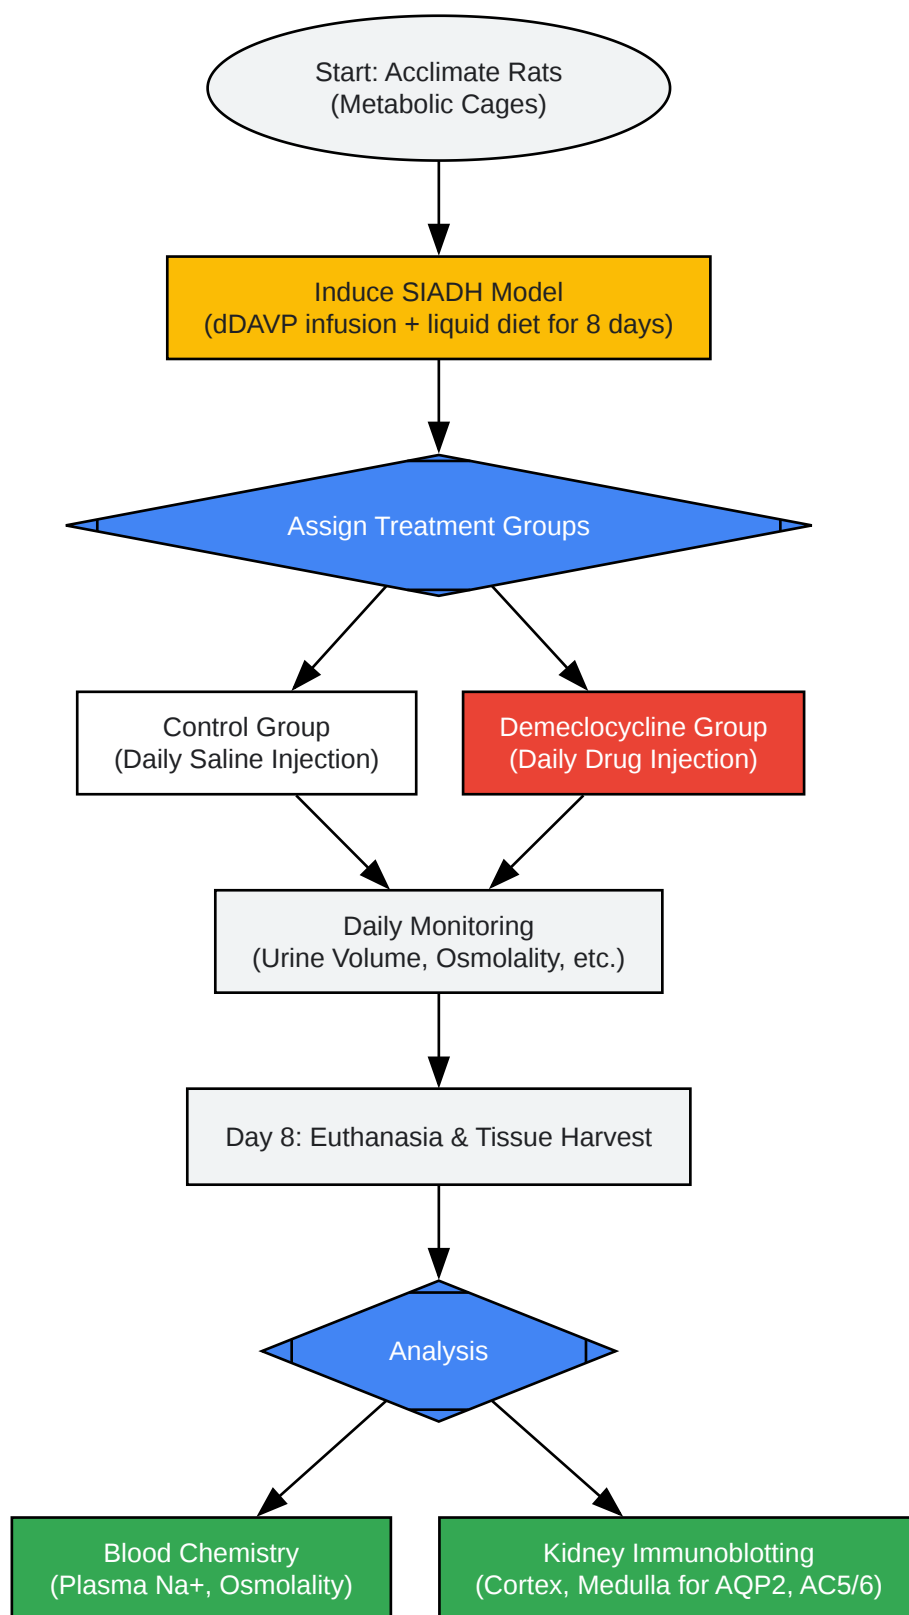 Start: Acclimate Rats
(Metabolic Cages)
Induce SIADH Model
(dDAVP infusion + liquid diet for 8 days)
Assign Treatment Groups
Control Group
(Daily Saline Injection)
Demeclocycline Group
(Daily Drug Injection)
Daily Monitoring
(Urine Volume, Osmolality, etc.)
Day 8: Euthanasia & Tissue Harvest
Analysis
Blood Chemistry
(Plasma Na+, Osmolality)
Kidney Immunoblotting
(Cortex, Medulla for AQP2, AC5/6)